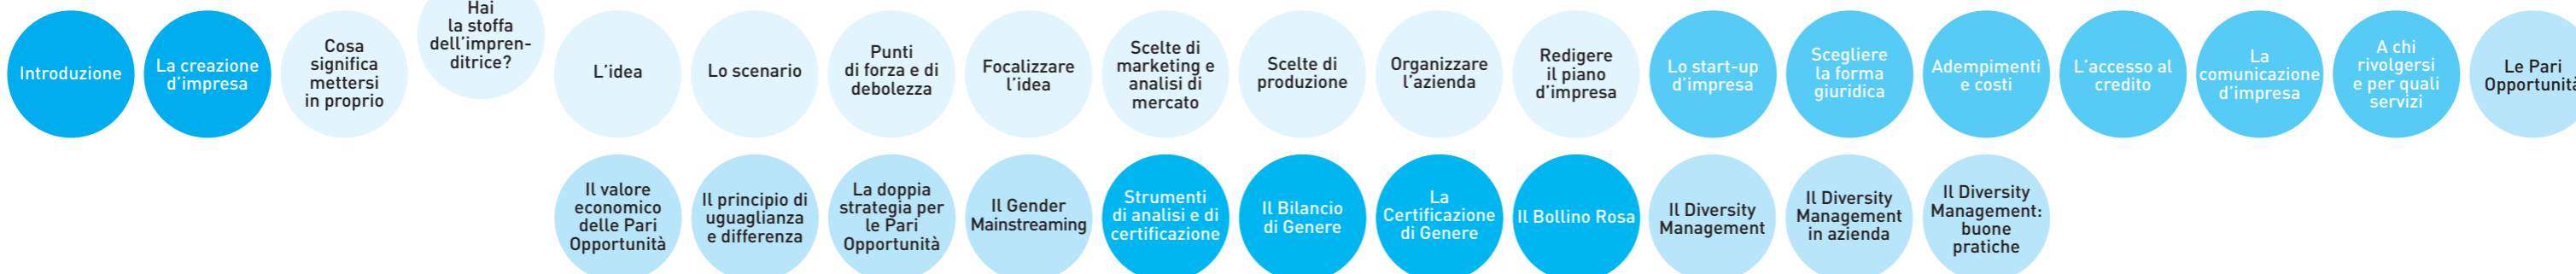 Introduzione
La creazione
d’impresa
Cosa
significa
mettersi
in proprio
Hai
la stoffa
dell’impren-
ditrice?
L’idea
Lo scenario
Punti
di forza e di
debolezza
Focalizzare
l’idea
Scelte di
marketing e
analisi di
mercato
Scelte di
produzione
Organizzare
l’azienda
Redigere
il piano
d’impresa
Lo start-up
d’impresa
Scegliere
la forma
giuridica
Adempimenti
e costi
L’accesso al
credito
La
comunicazione
d’impresa
A chi
rivolgersi
e per quali
servizi
Le Pari
Opportunità
Il valore
economico
delle Pari
Opportunità
Il principio di
uguaglianza
e differenza
La doppia
strategia per
le Pari
Opportunità
Il Gender
Mainstreaming
Strumenti
di analisi e di
certificazione
Il Bilancio
di Genere
La
Certificazione
di Genere
Il Bollino Rosa
Il Diversity
Management
Il Diversity
Management
in azienda
Il Diversity
Management:
buone
pratiche